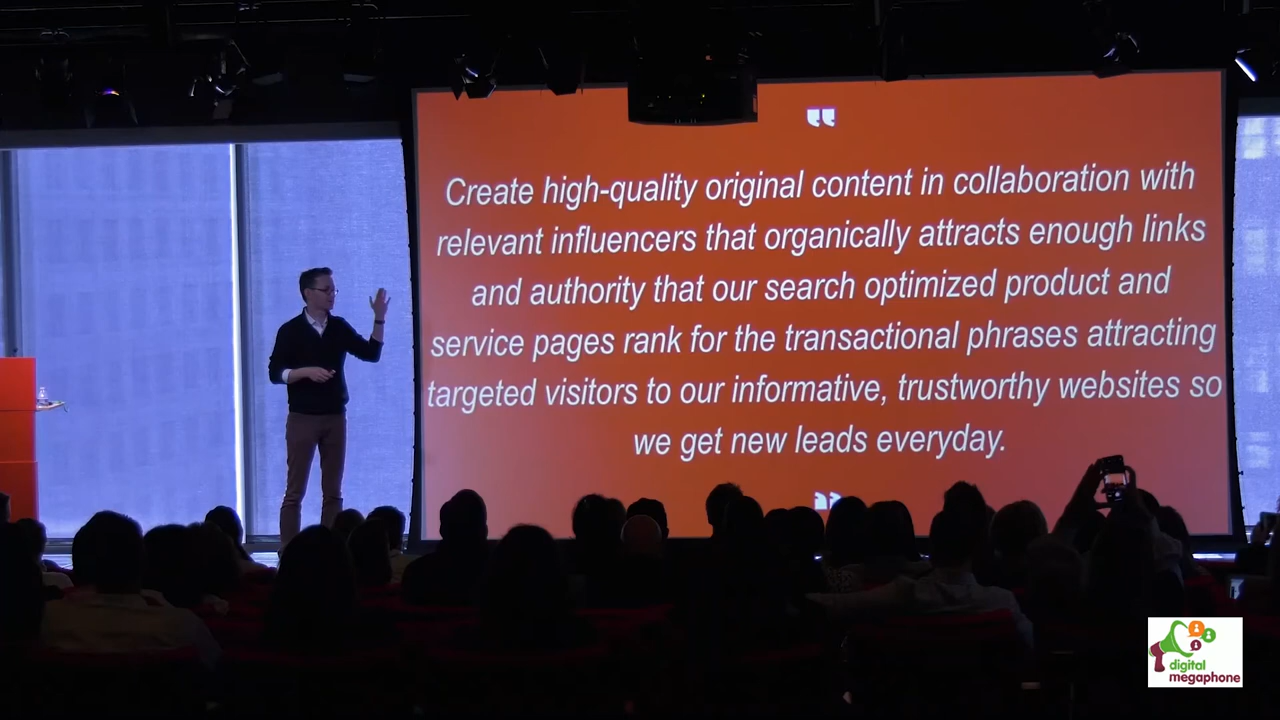 "
Create high-quality original content in collaboration with
relevant influencers that organically attracts enough links
and authority that our search optimized product and
service pages rank for the transactional phrases attracting
targeted visitors to our informative, trustworthy websites so
we get new leads everyday.
"
digital
megaphone